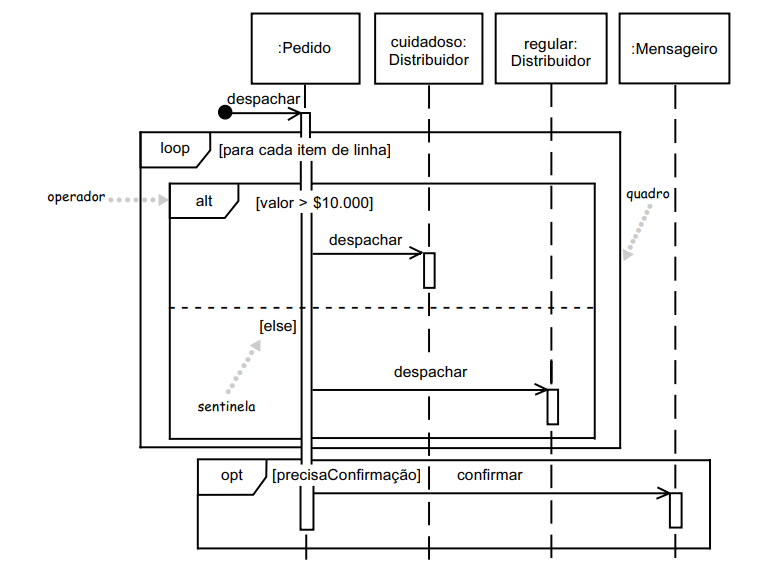 :Pedido
cuidadoso:
Distribuidor
regular:
Distribuidor
:Mensageiro
despachar
loop
[para cada item de linha]
operador
alt
[valor > $10.000]
quadro
despachar
[else]
despachar
sentinela
opt
[precisaConfirmação]
confirmar